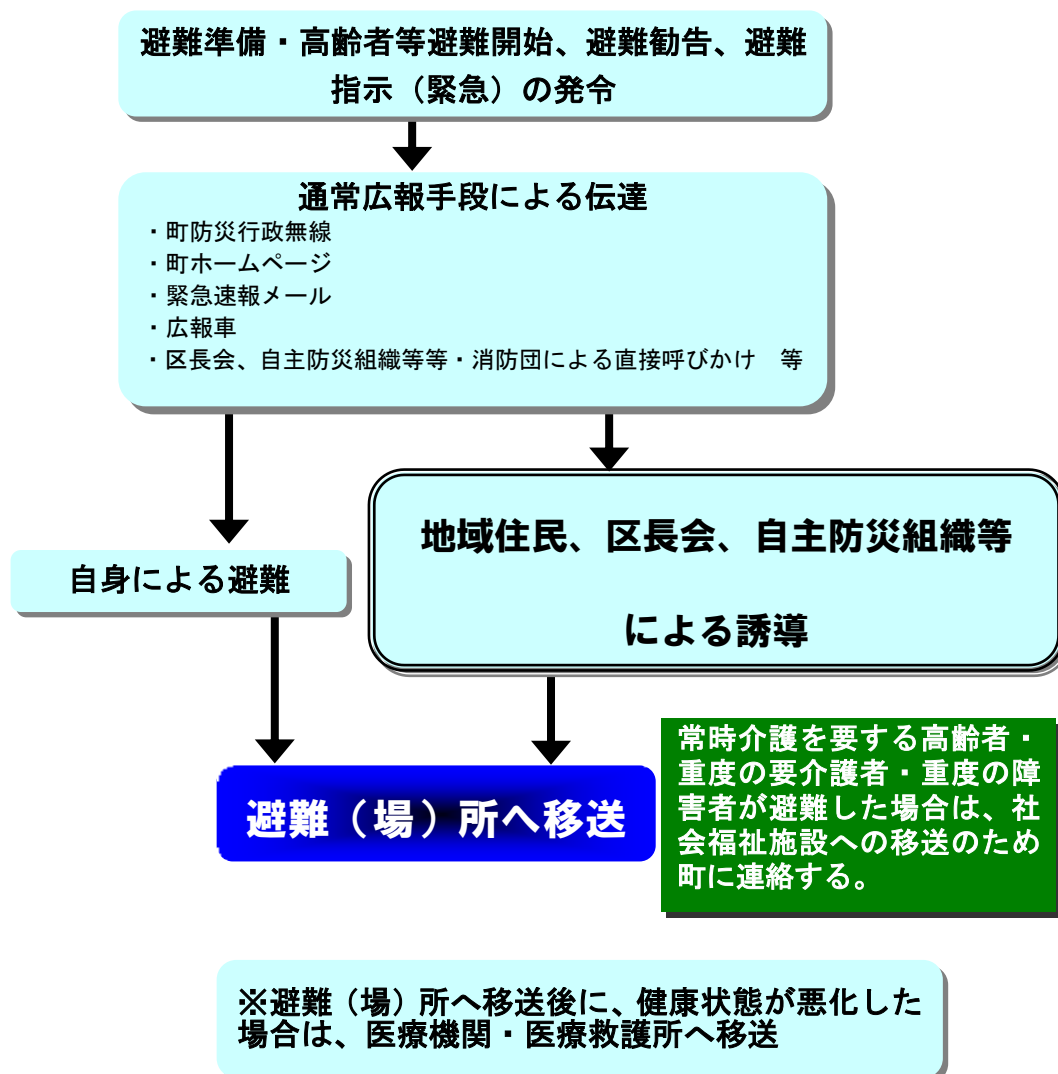 避難準備・高齢者等避難開始、避難勧告、避難
指示（緊急）の発令
通常広報手段による伝達
・町防災行政無線
・町ホームページ
・緊急速報メール
・広報車
・区長会、自主防災組織等等・消防団による直接呼びかけ　等
地域住民、区長会、自主防災組織等
による誘導
自身による避難
避難（場）所へ移送
常時介護を要する高齢者・
重度の要介護者・重度の障
害者が避難した場合は、社
会福祉施設への移送のため
町に連絡する。
※避難（場）所へ移送後に、健康状態が悪化した
場合は、医療機関・医療救護所へ移送